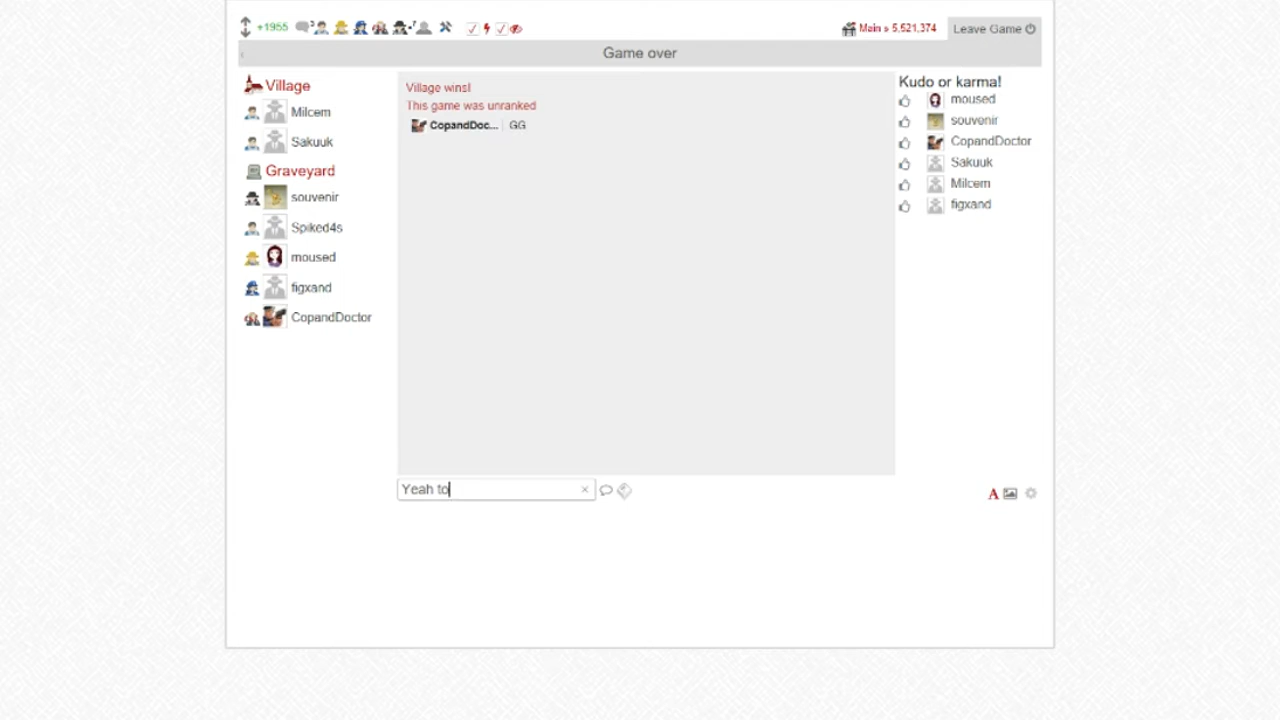 +1955
Main » 5,521,374
Leave Game
Game over
Village
Milcem
Sakuuk
Graveyard
souvenir
Spiked4s
moused
figxand
CopandDoctor
Village wins!
This game was unranked
CopandDoc... GG
Yeah to
Kudo or karma!
moused
souvenir
CopandDoctor
Sakuuk
Milcem
figxand
A